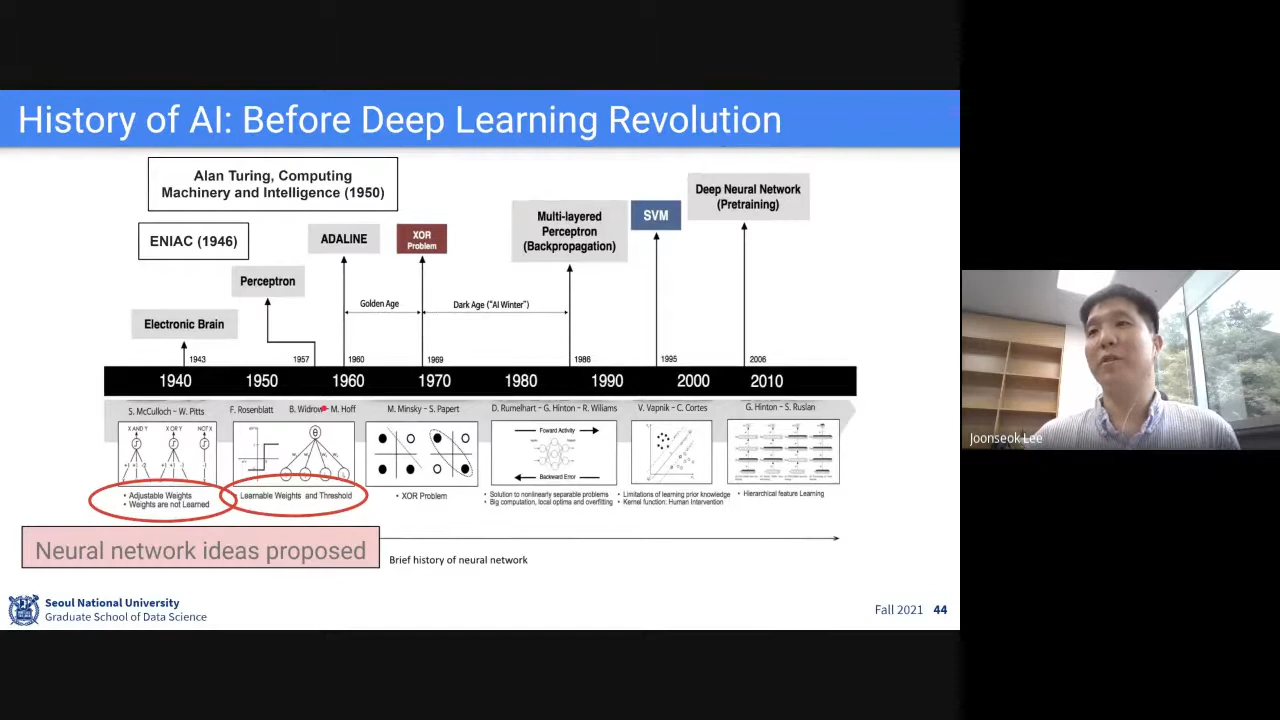 History of AI: Before Deep Learning Revolution
Alan Turing, Computing
Machinery and Intelligence (1950)
ENIAC (1946)
Electronic Brain
Perceptron
ADALINE
XOR
Problem
Multi-layered
Perceptron
(Backpropagation)
SVM
Deep Neural Network
(Pretraining)
Golden Age
Dark Age ("AI Winter")
1943
1957
1960
1969
1986
1995
2006
1940
1950
1960
1970
1980
1990
2000
2010
S. McCulloch – W. Pitts
F. Rosenblatt
B. Widrow – M. Hoff
M. Minsky – S. Papert
D. Rumelhart – G. Hinton – R. Wiliams
V. Vapnik – C. Cortes
G. Hinton – S. Ruslan
X AND Y
X OR Y
NOT X
Foward Activity
Backward Error
• Adjustable Weights
• Weights are not Learned
Learnable Weights and Threshold
• XOR Problem
• Solution to nonlinearly separable problems
• Big computation, local optima and overfitting
• Limitations of learning prior knowledge
• Kernel function: Human Intervention
• Hierarchical feature Learning
Neural network ideas proposed
Brief history of neural network
Seoul National University
Graduate School of Data Science
Fall 2021 44
Joonseok Lee